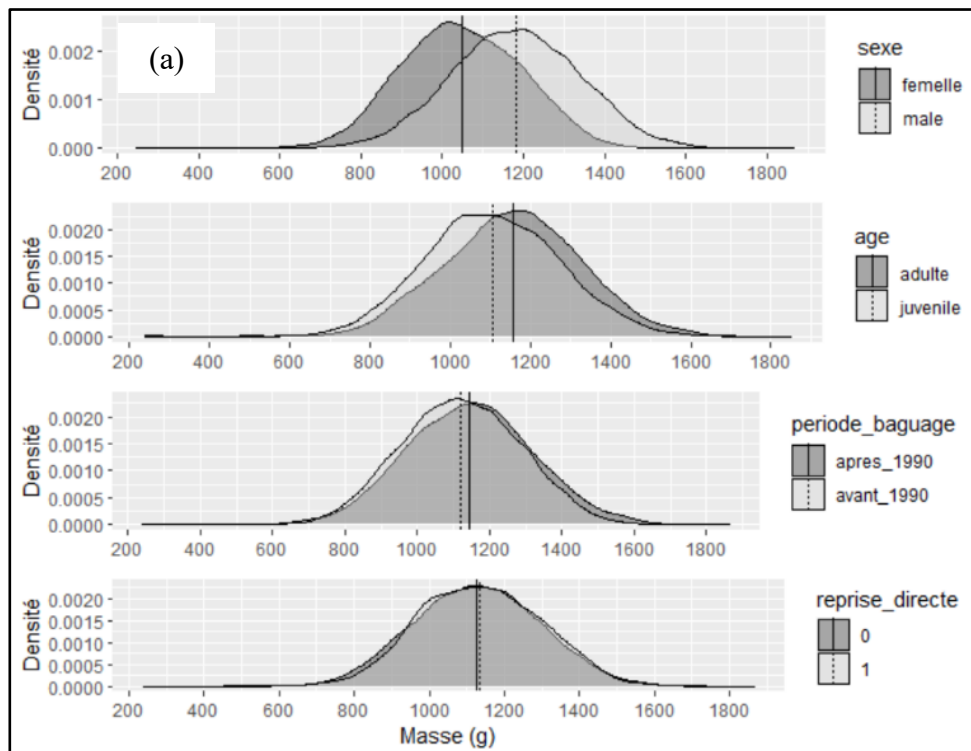 (a)
Densité
0.002
0.001
0.000
200 400 600 800 1000 1200 1400 1600 1800
sexe
femelle
male
Densité
0.0020
0.0015
0.0010
0.0005
0.0000
200 400 600 800 1000 1200 1400 1600 1800
age
adulte
juvenile
Densité
0.0020
0.0015
0.0010
0.0005
0.0000
200 400 600 800 1000 1200 1400 1600 1800
periode_baguage
apres_1990
avant_1990
Densité
0.0020
0.0015
0.0010
0.0005
0.0000
200 400 600 800 1000 1200 1400 1600 1800
Masse (g)
reprise_directe
0
1